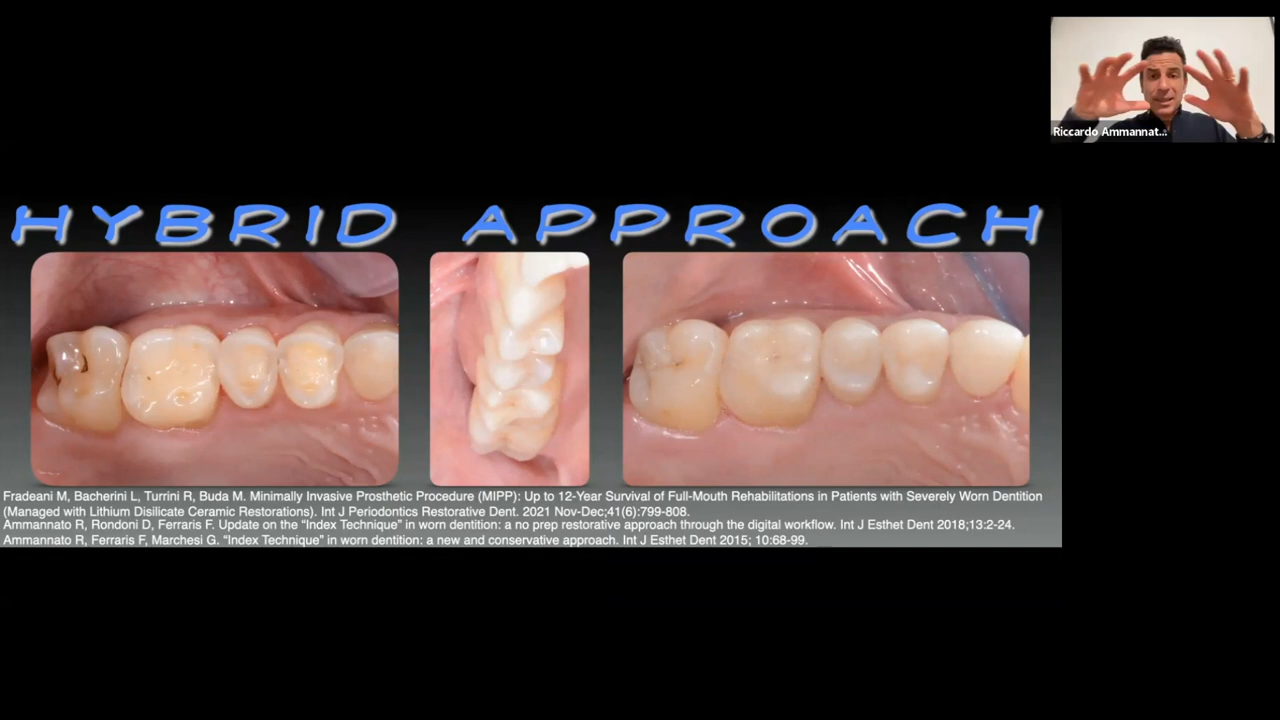 Riccardo Ammannat...
HYBRID APPROACH
Fradeani M, Bacherini L, Turrini R, Buda M. Minimally Invasive Prosthetic Procedure (MIPP): Up to 12-Year Survival of Full-Mouth Rehabilitations in Patients with Severely Worn Dentition
(Managed with Lithium Disilicate Ceramic Restorations). Int J Periodontics Restorative Dent. 2021 Nov-Dec;41(6):799-808.
Ammannato R, Rondoni D, Ferraris F. Update on the “Index Technique” in worn dentition: a no prep restorative approach through the digital workflow. Int J Esthet Dent 2018;13:2-24.
Ammannato R, Ferraris F, Marchesi G. “Index Technique” in worn dentition: a new and conservative approach. Int J Esthet Dent 2015; 10:68-99.